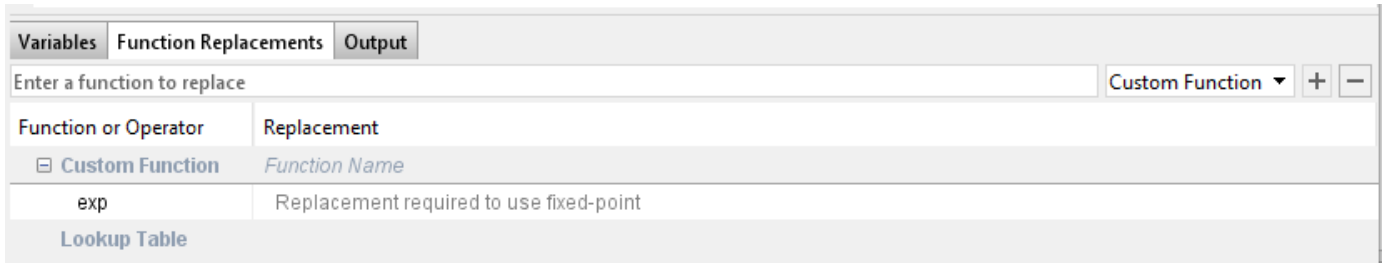 Variables Function Replacements Output
Enter a function to replace Custom Function
Function or Operator Replacement
Custom Function Function Name
exp Replacement required to use fixed-point
Lookup Table